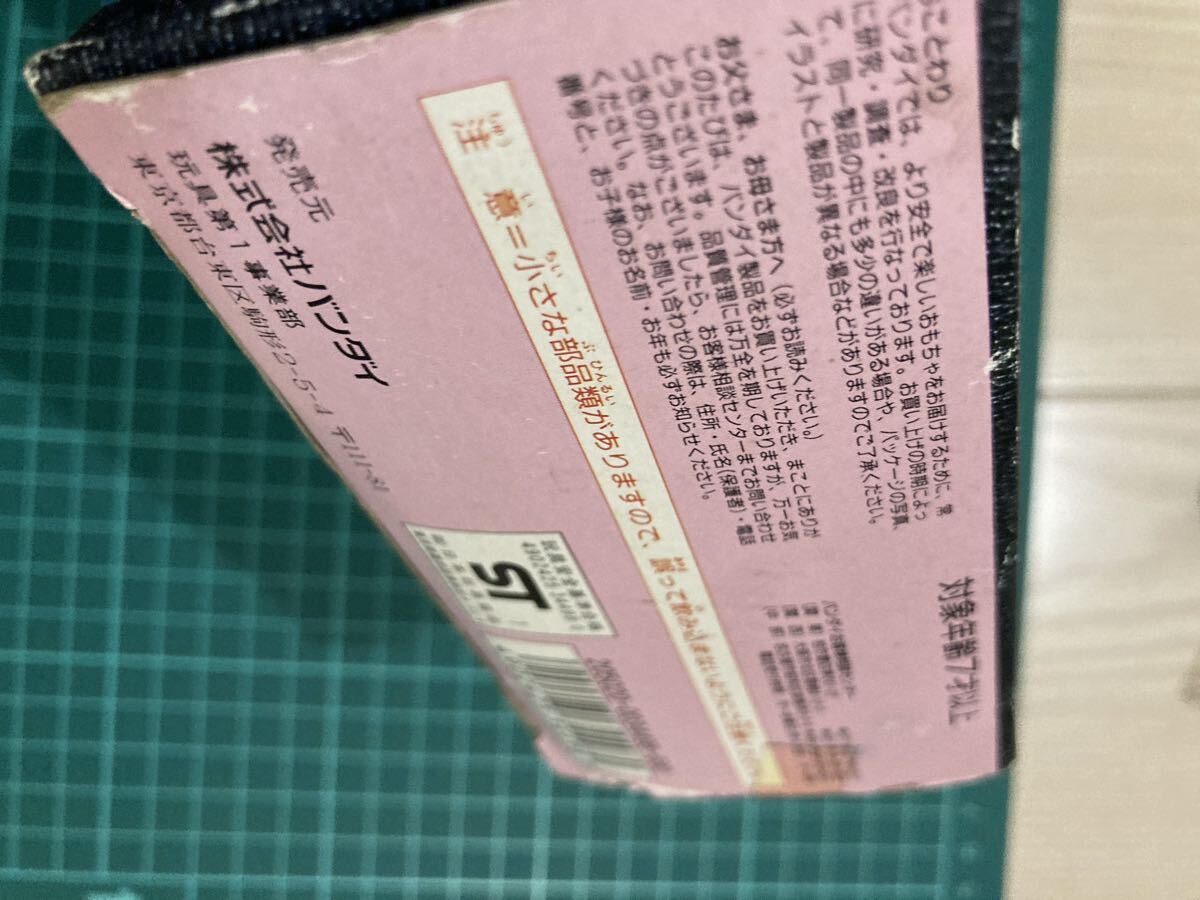 対象年齢7才以上
ことわり
バンダイでは、より安全で楽しいおもちゃをお届けするために、常
に研究・調査・改良を行なっております。お買い上げの時期によっ
て、同一製品の中にも多少の違いがある場合や、パッケージの写真、
イラストと製品が異なる場合などがありますのでご了承ください。
お父さま、お母さま方へ(必ずお読みください。)
このたびは、バンダイ製品をお買い上げいただき、まことにありが
とうございます。品質管理には万全を期しておりますが、万一お気
づきの点がございましたら、お客様相談センターまでお問い合わせ
ください。なお、お問い合わせの際は、住所・氏名(保護者)・電話
番号と、お子様のお名前・お年も必ずお知らせください。
注意=小さな部品類がありますので、誤って飲み込まないように
発売元
株式会社バンダイ
玩具第1事業部
東京都台東区駒形2-5-4 〒111-81
ST